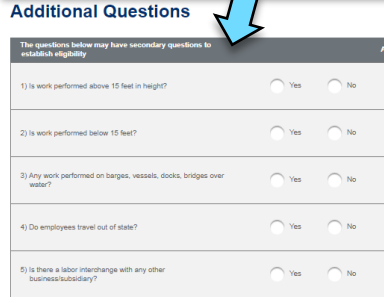 Additional Questions
The questions below may have secondary questions to
establish eligibility
A
1) Is work performed above 15 feet in height?
Yes
No
2) Is work performed below 15 feet?
Yes
No
3) Any work performed on barges, vessels, docks, bridges over
water?
Yes
No
4) Do employees travel out of state?
Yes
No
5) Is there a labor interchange with any other
business/subsidiary?
Yes
No